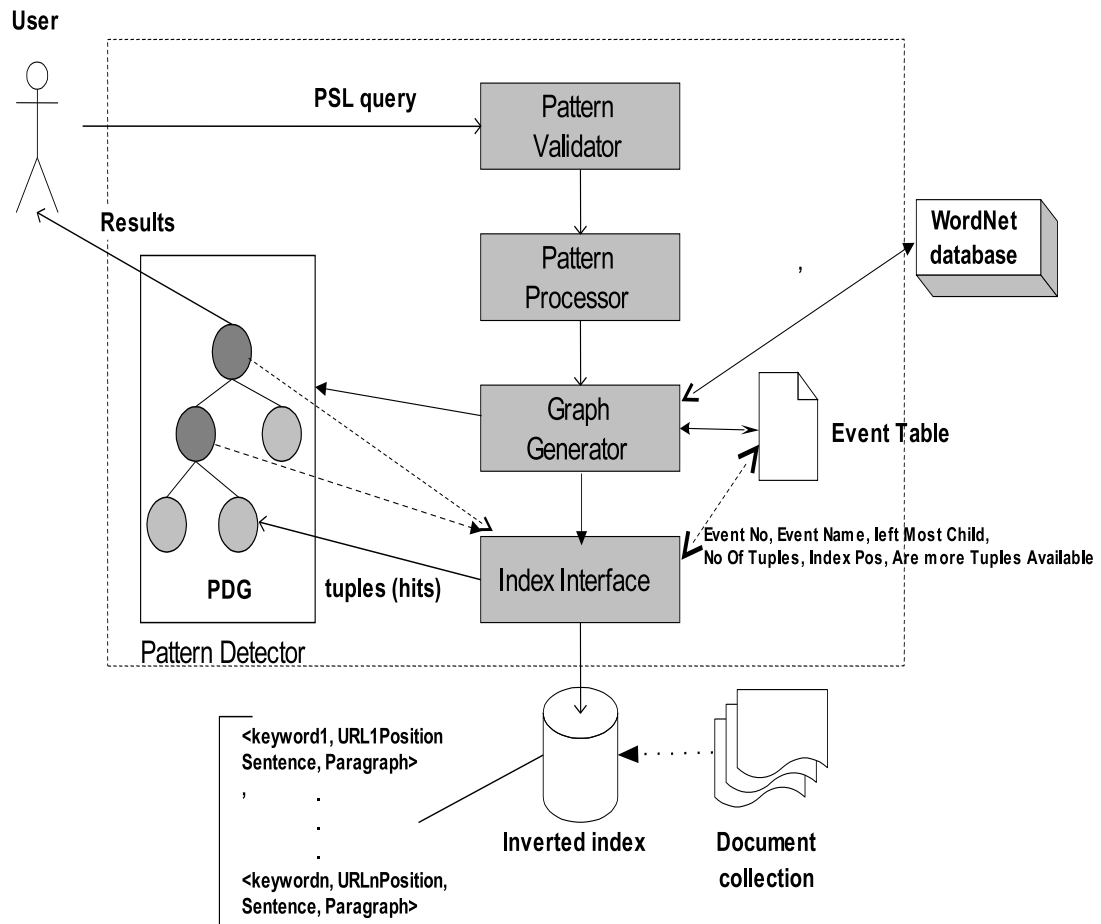 User
PSL query
Pattern
Validator
Results
WordNet
database
Pattern
Processor
,
Graph
Generator
Event Table
Event No, Event Name, left Most Child,
No Of Tuples, Index Pos, Are more Tuples Available
Index Interface
PDG
tuples (hits)
Pattern Detector
<keyword1, URL1Position
Sentence, Paragraph>
, .
.
.
<keywordn, URLnPosition,
Sentence, Paragraph>
Inverted index
Document
collection